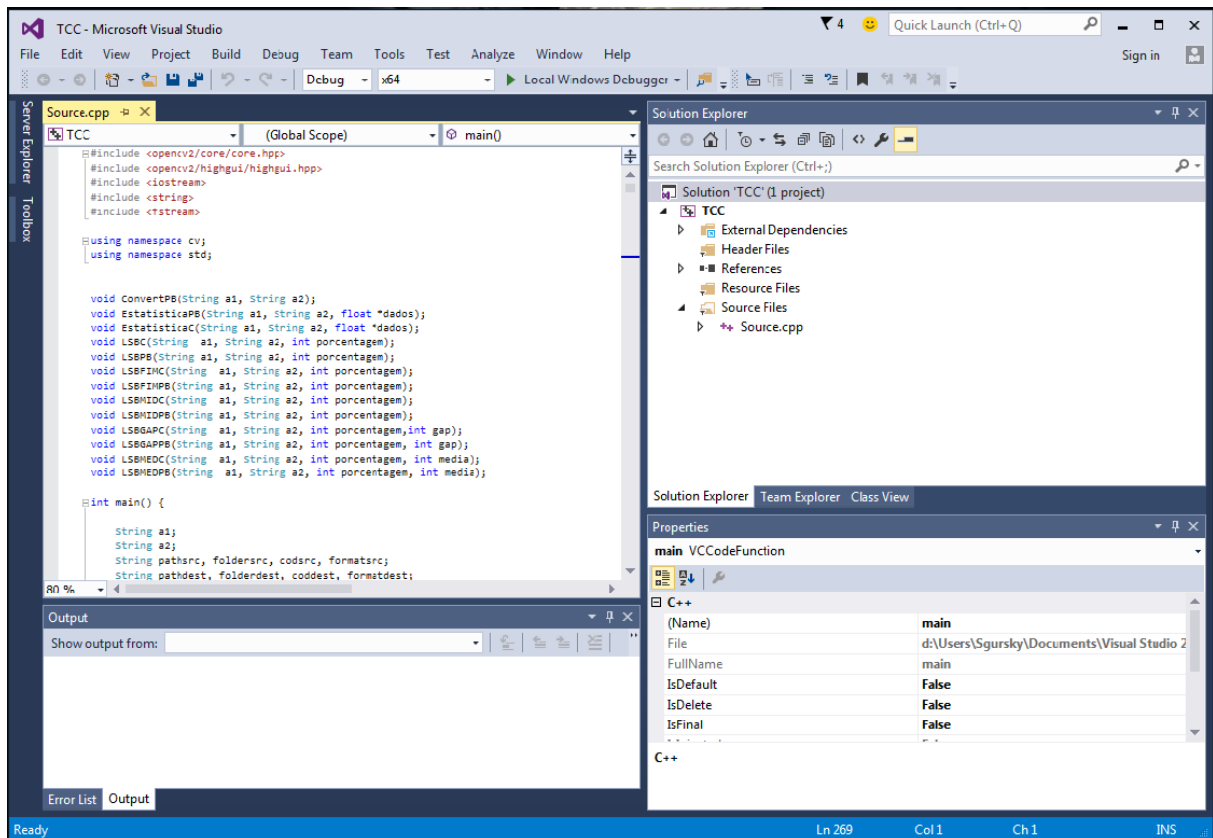 TCC - Microsoft Visual Studio
4
Quick Launch (Ctrl+Q)
File Edit View Project Build Debug Team Tools Test Analyze Window Help
Sign in
Debug x64 Local Windows Debugger
Server Explorer
Toolbox
Source.cpp
TCC (Global Scope) main()
#include <opencv2/core/core.hpp>
#include <opencv2/highgui/highgui.hpp>
#include <iostream>
#include <string>
#include <fstream>
using namespace cv;
using namespace std;
void ConvertPB(String a1, String a2);
void EstatisticaPB(String a1, String a2, float *dados);
void EstatisticaC(String a1, String a2, float *dados);
void LSBC(String  a1, String a2, int porcentagem);
void LSBPB(String a1, String a2, int porcentagem);
void LSBFIMC(String  a1, String a2, int porcentagem);
void LSBFIMPB(String a1, String a2, int porcentagem);
void LSBMIDC(String  a1, String a2, int porcentagem);
void LSBMIDPB(String a1, String a2, int porcentagem);
void LSBGAPC(String  a1, String a2, int porcentagem,int gap);
void LSBGAPPB(String a1, String a2, int porcentagem, int gap);
void LSBMEDC(String  a1, String a2, int porcentagem, int media);
void LSBMEDPB(String  a1, String a2, int porcentagem, int media);
int main() {
String a1;
String a2;
String pathsrc, foldersrc, codsrc, formatsrc;
String pathdest, folderdest, coddest, formatdest;
80 %
Output
Show output from:
Error List Output
Solution Explorer
Search Solution Explorer (Ctrl+;)
Solution 'TCC' (1 project)
TCC
External Dependencies
Header Files
References
Resource Files
Source Files
Source.cpp
Solution Explorer Team Explorer Class View
Properties
main VCCodeFunction
C++
(Name) main
File d:\Users\Sgursky\Documents\Visual Studio 2
FullName main
IsDefault False
IsDelete False
IsFinal False
C++
Ready Ln 269 Col 1 Ch 1 INS